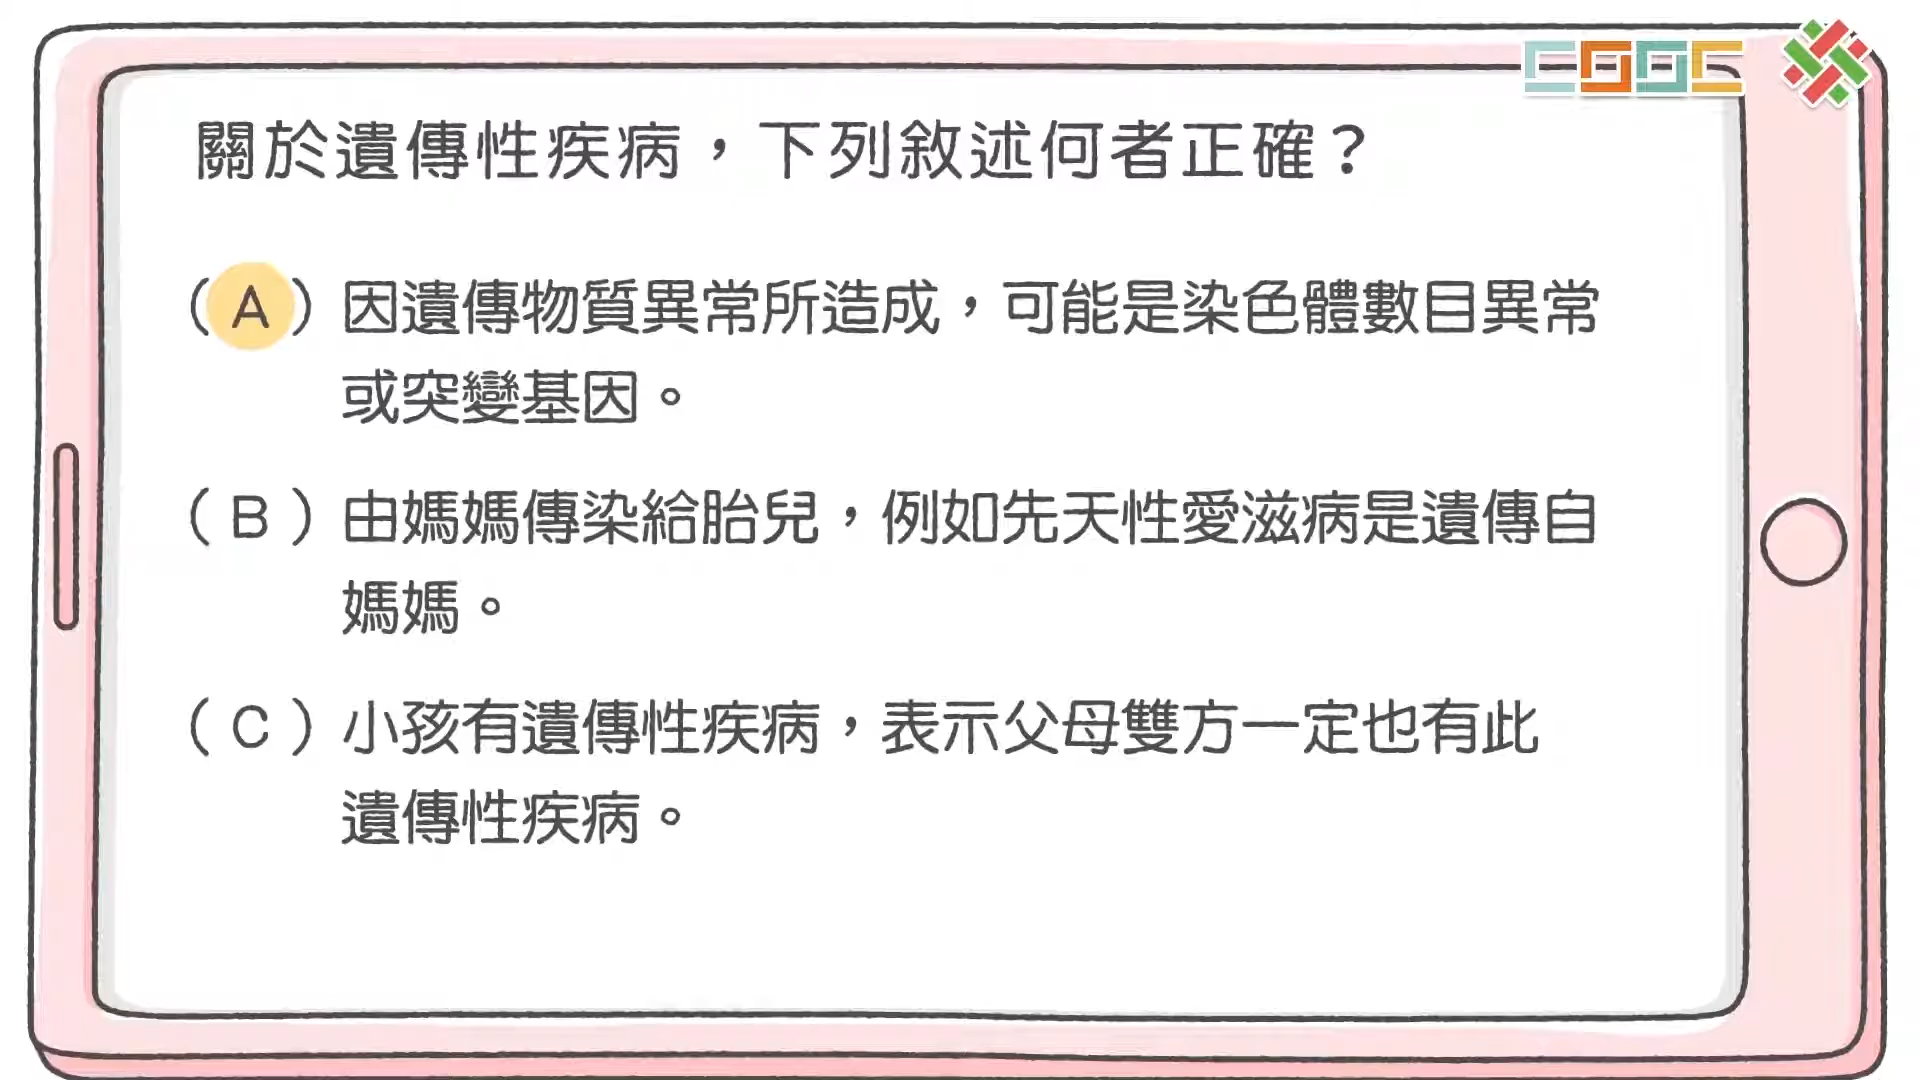 關於遺傳性疾病，下列敘述何者正確？
（A）因遺傳物質異常所造成，可能是染色體數目異常
或突變基因。
（B）由媽媽傳染給胎兒，例如先天性愛滋病是遺傳自
媽媽。
（C）小孩有遺傳性疾病，表示父母雙方一定也有此
遺傳性疾病。